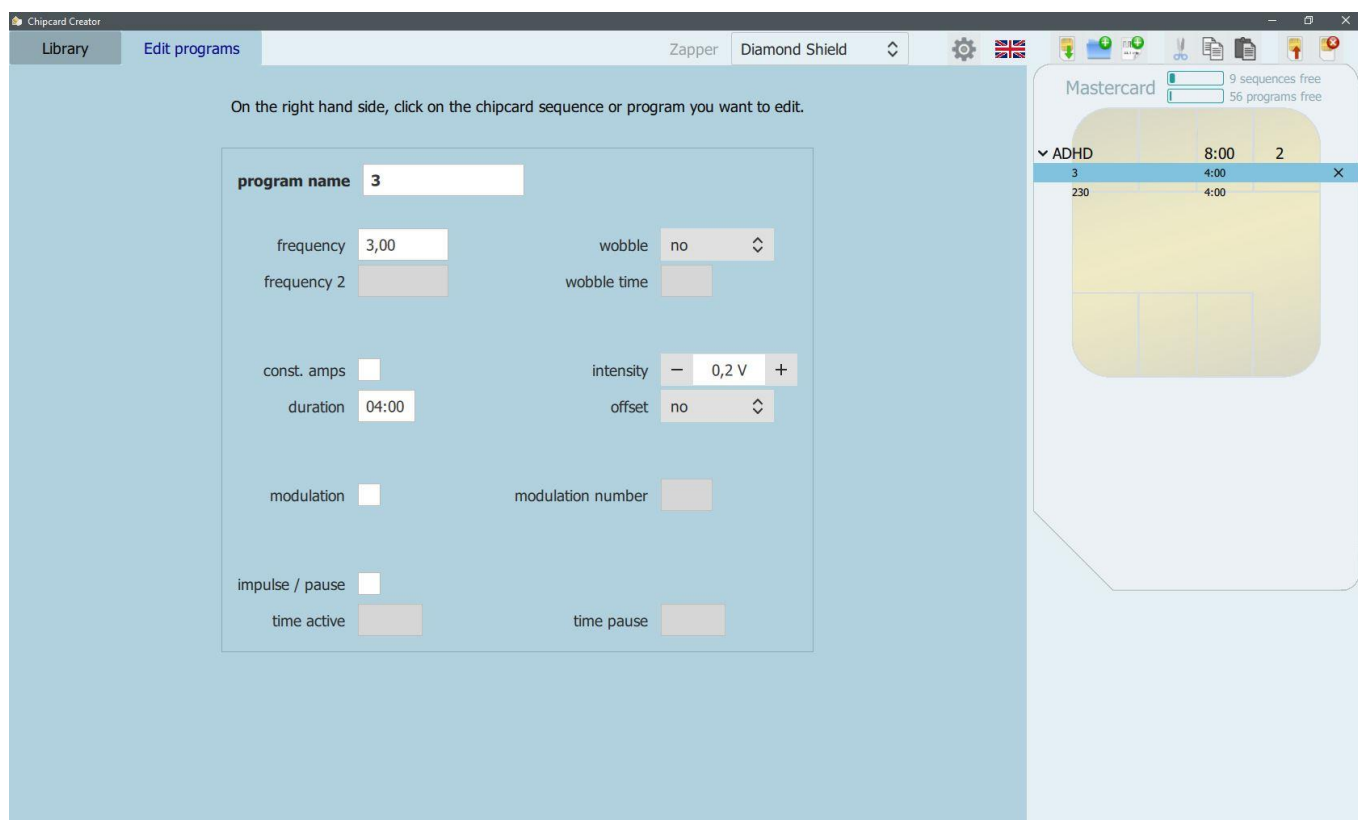 Chipcard Creator
Library Edit programs Zapper Diamond Shield
Mastercard 9 sequences free
56 programs free
On the right hand side, click on the chipcard sequence or program you want to edit.
ADHD 8:00 2
3 4:00
230 4:00
program name 3
frequency 3,00 wobble no
frequency 2 wobble time
const. amps intensity − 0,2 V +
duration 04:00 offset no
modulation modulation number
impulse / pause
time active time pause